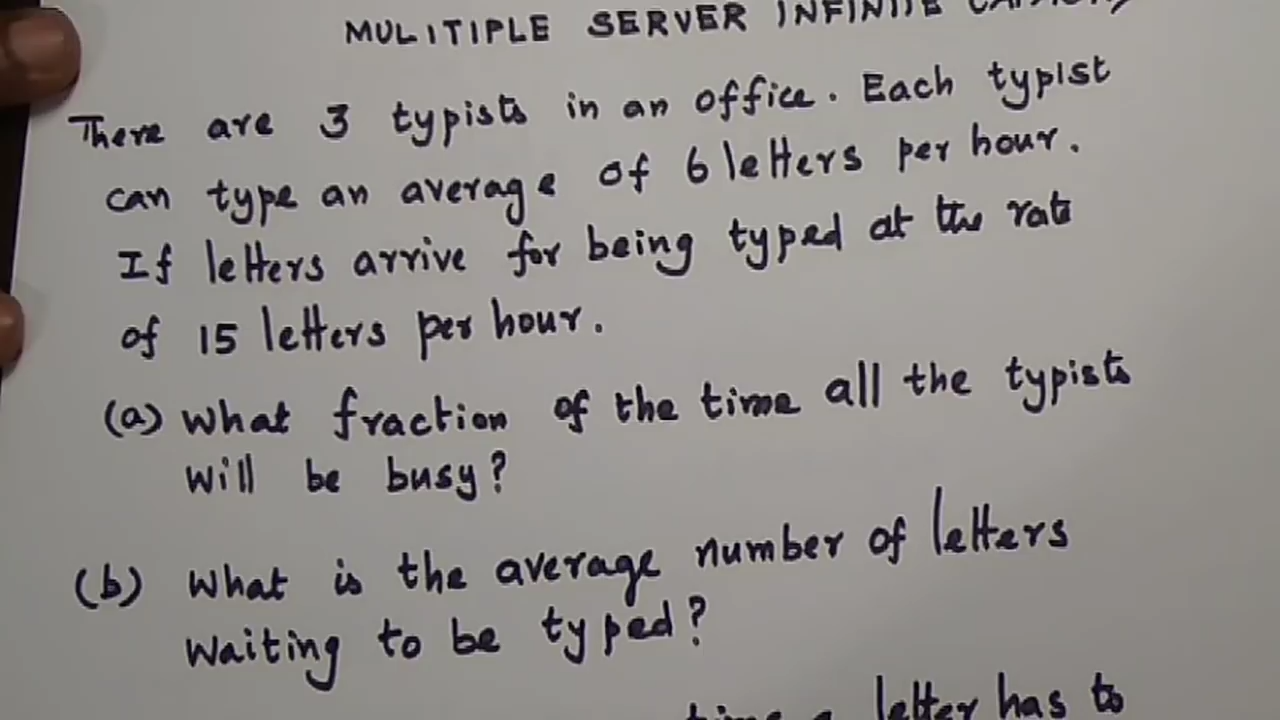 MULITIPLE SERVER INFINITE
There are 3 typists in an office. Each typist
can type an average of 6 letters per hour.
If letters arrive for being typed at the rate
of 15 letters per hour.
(a) What fraction of the time all the typists
will be busy?
(b) What is the average number of letters
waiting to be typed?
time a letter has to